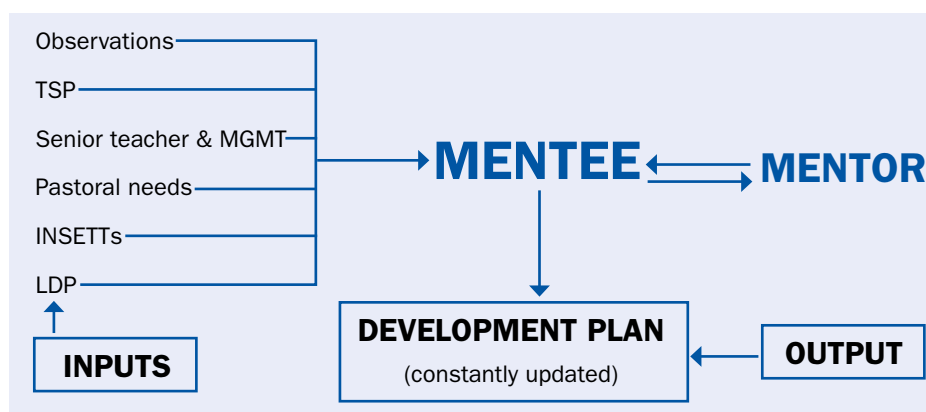 Observations
TSP
Senior teacher & MGMT
Pastoral needs
INSETTs
LDP
INPUTS
MENTEE
MENTOR
DEVELOPMENT PLAN
(constantly updated)
OUTPUT